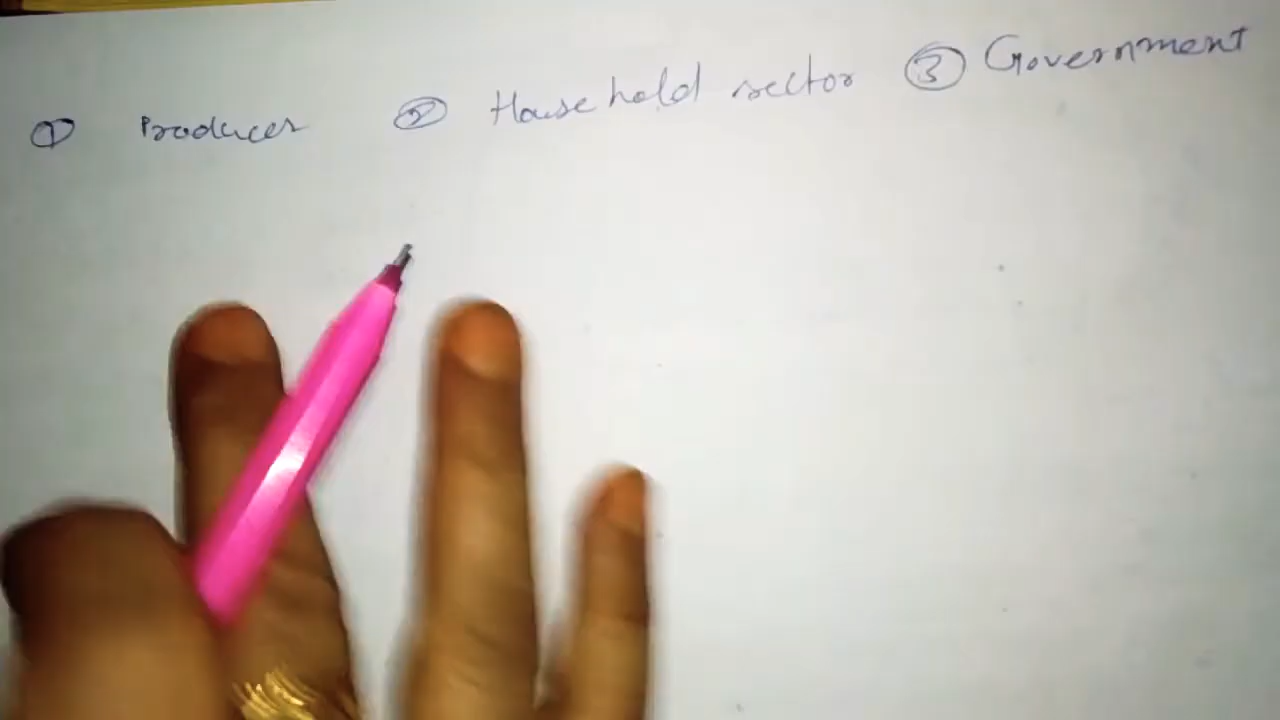 ① Producer ② Household sector ③ Government